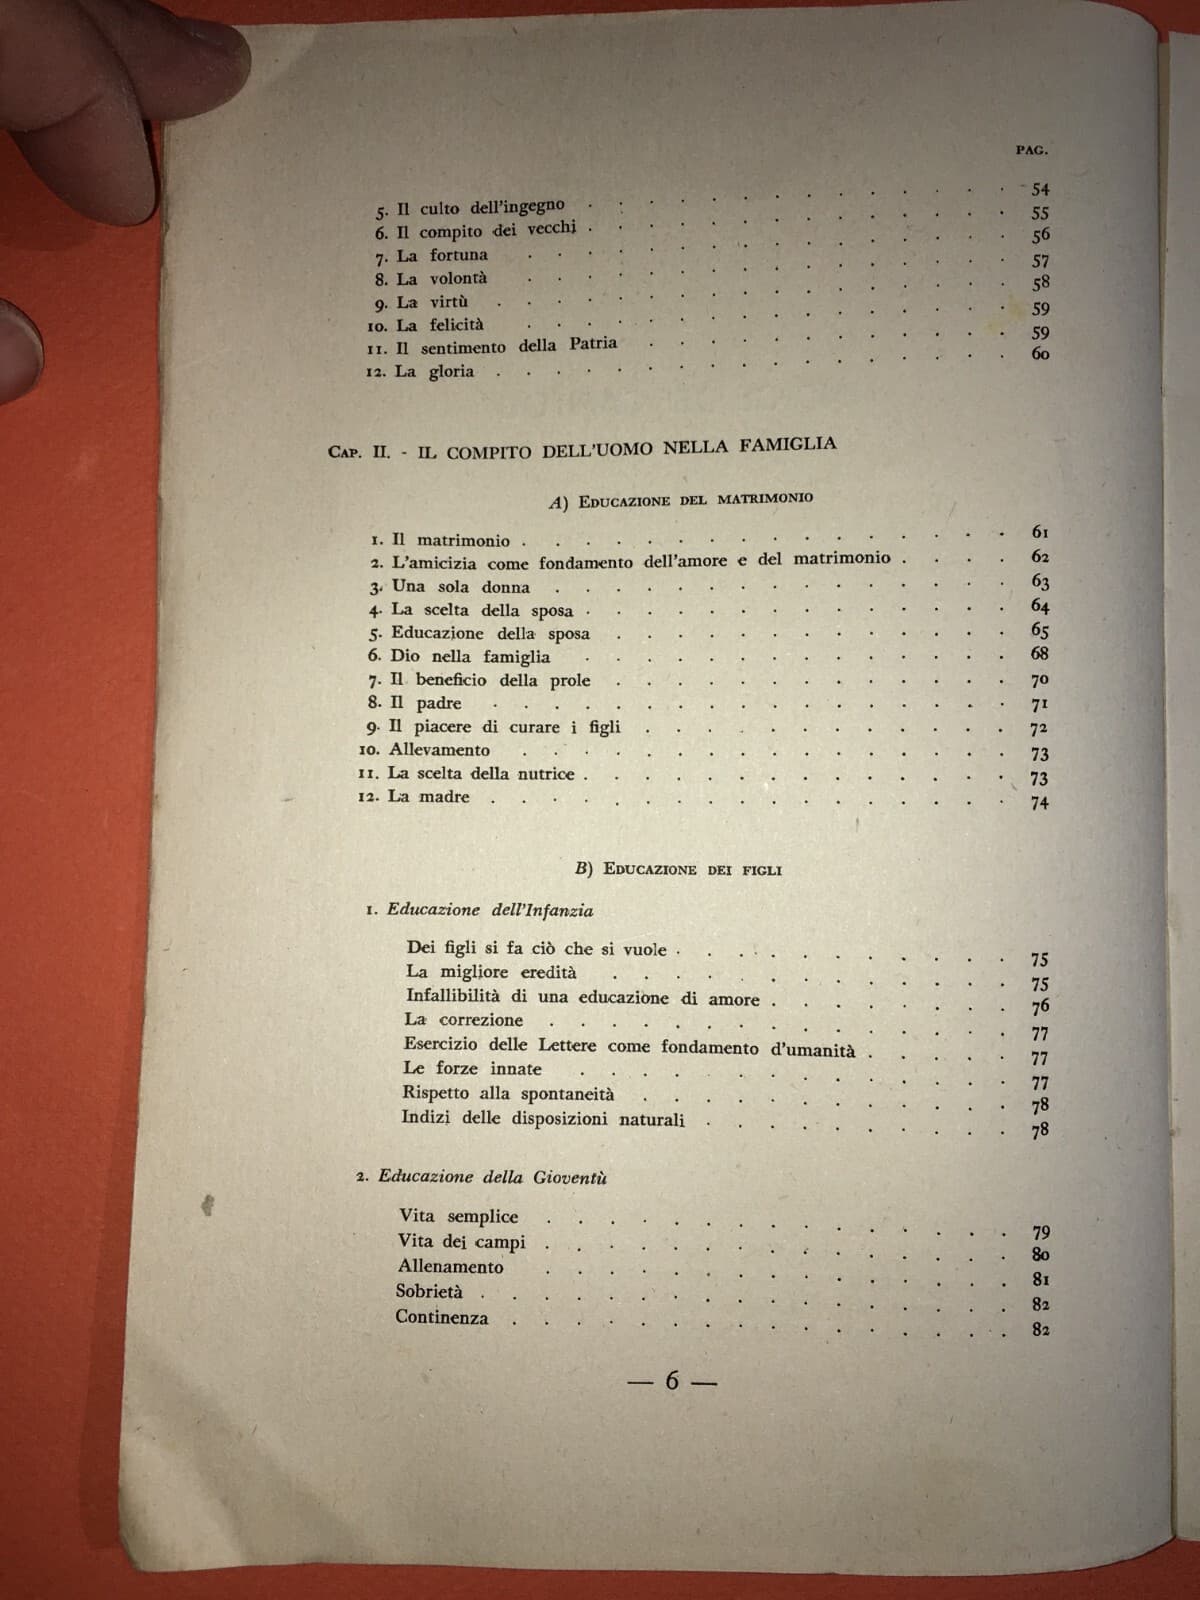 PAG.
5. Il culto dell'ingegno . . . . . . . . . . . . . . 54
6. Il compito dei vecchi . . . . . . . . . . . . . . 55
7. La fortuna . . . . . . . . . . . . . . . . 56
8. La volontà . . . . . . . . . . . . . . . . 57
9. La virtù . . . . . . . . . . . . . . . . . 58
10. La felicità . . . . . . . . . . . . . . . . 59
11. Il sentimento della Patria . . . . . . . . . . . . 59
12. La gloria . . . . . . . . . . . . . . . . . 60
CAP. II. - IL COMPITO DELL'UOMO NELLA FAMIGLIA
A) EDUCAZIONE DEL MATRIMONIO
1. Il matrimonio . . . . . . . . . . . . . . . . 61
2. L'amicizia come fondamento dell'amore e del matrimonio . . . . 62
3. Una sola donna . . . . . . . . . . . . . . . 63
4. La scelta della sposa . . . . . . . . . . . . . . 64
5. Educazione della sposa . . . . . . . . . . . . . 65
6. Dio nella famiglia . . . . . . . . . . . . . . 68
7. Il beneficio della prole . . . . . . . . . . . . . 70
8. Il padre . . . . . . . . . . . . . . . . . 71
9. Il piacere di curare i figli . . . . . . . . . . . . 72
10. Allevamento . . . . . . . . . . . . . . . . 73
11. La scelta della nutrice . . . . . . . . . . . . . . 73
12. La madre . . . . . . . . . . . . . . . . . 74
B) EDUCAZIONE DEI FIGLI
1. Educazione dell'Infanzia
Dei figli si fa ciò che si vuole . . . . . . . . . . . 75
La migliore eredità . . . . . . . . . . . . . 75
Infallibilità di una educazione di amore . . . . . . . . 76
La correzione . . . . . . . . . . . . . . . 77
Esercizio delle Lettere come fondamento d'umanità . . . . . 77
Le forze innate . . . . . . . . . . . . . . 77
Rispetto alla spontaneità . . . . . . . . . . . . 78
Indizi delle disposizioni naturali . . . . . . . . . . 78
2. Educazione della Gioventù
Vita semplice . . . . . . . . . . . . . . . 79
Vita dei campi . . . . . . . . . . . . . . . 80
Allenamento . . . . . . . . . . . . . . . 81
Sobrietà . . . . . . . . . . . . . . . . . 82
Continenza . . . . . . . . . . . . . . . . 82
— 6 —